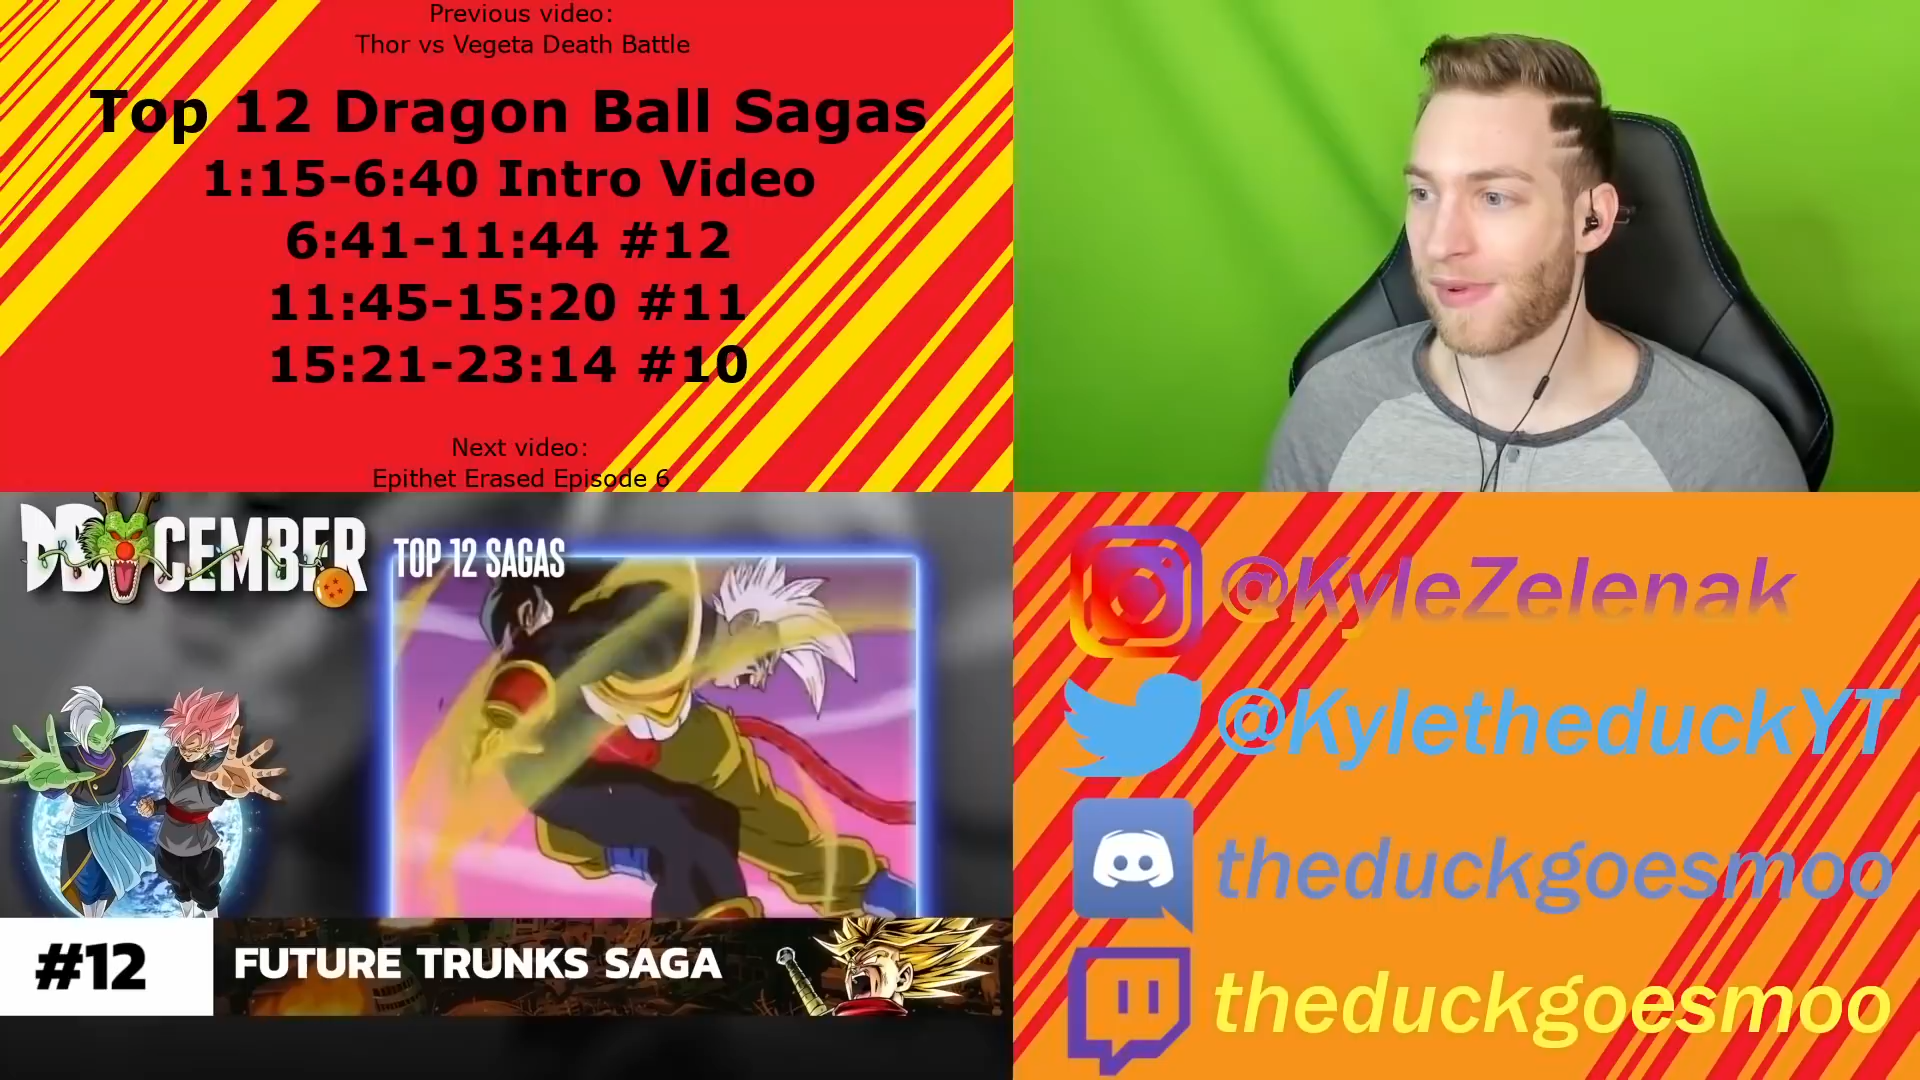 Previous video:
Thor vs Vegeta Death Battle
Top 12 Dragon Ball Sagas
1:15-6:40 Intro Video
6:41-11:44 #12
11:45-15:20 #11
15:21-23:14 #10
Next video:
Epithet Erased Episode 6
DB CEMBER
TOP 12 SAGAS
#12
FUTURE TRUNKS SAGA
@KyleZelenak
@KyletheduckYT
theduckgoesmoo
theduckgoesmoo